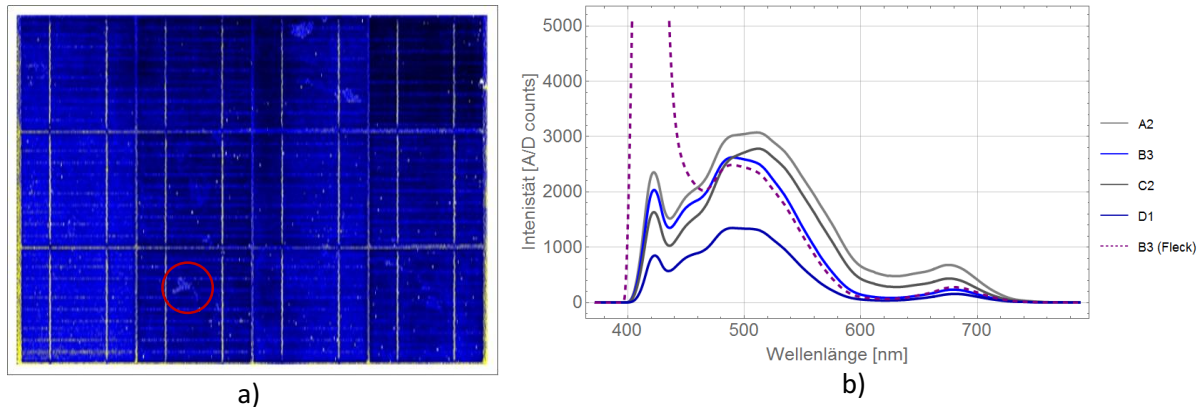 a)
5000
4000
3000
2000
1000
0
Intenistät [A/D counts]
400
500
600
700
Wellenlänge [nm]
b)
A2
B3
C2
D1
B3 (Fleck)